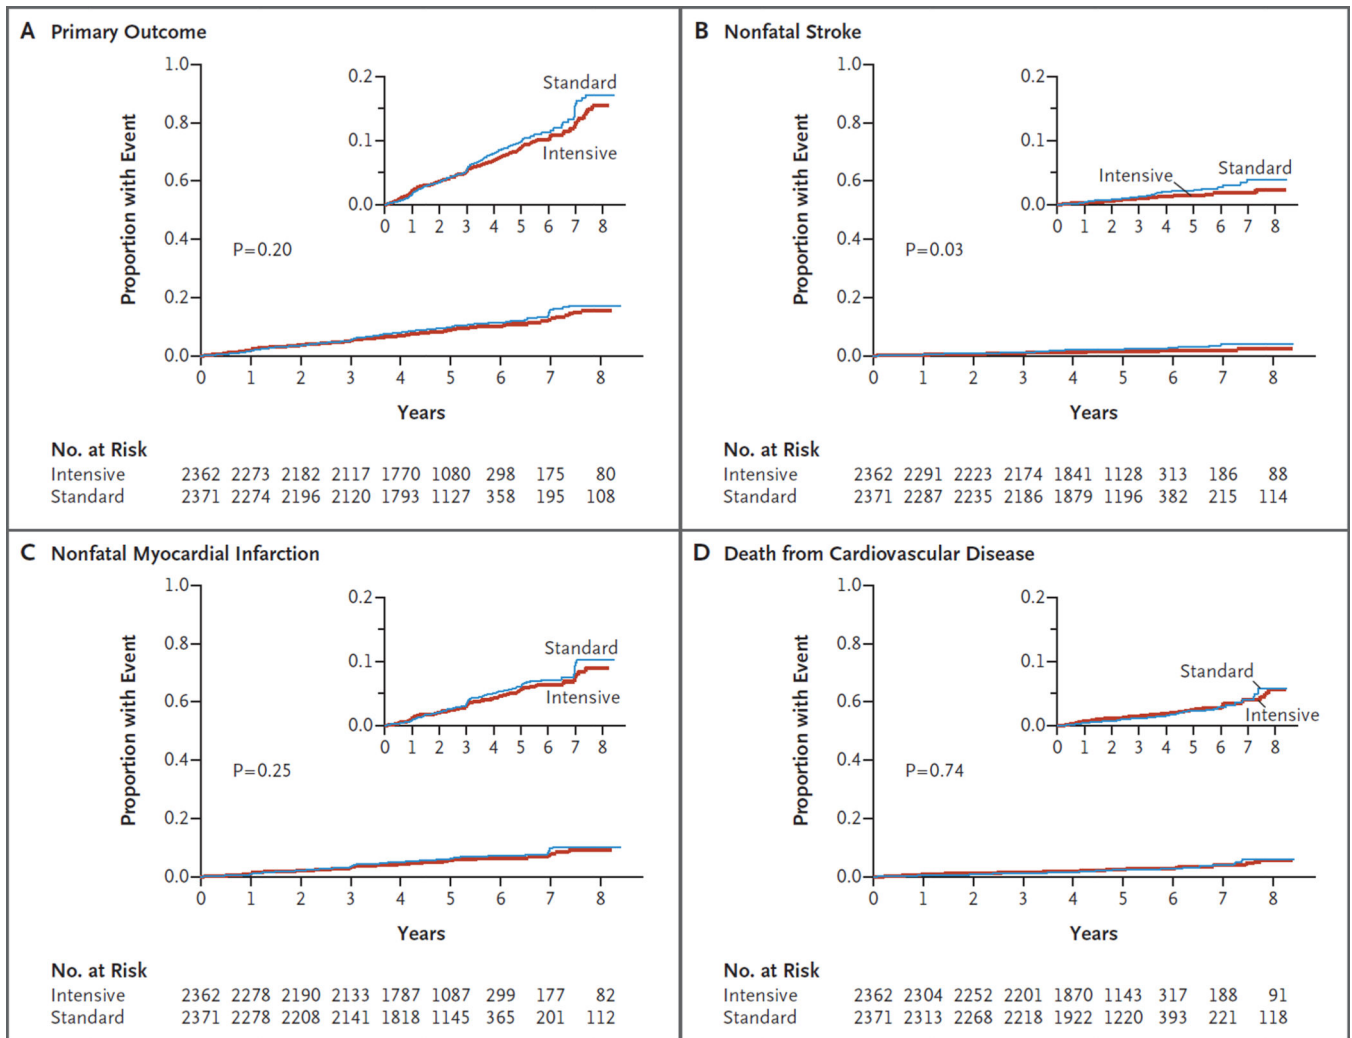 A Primary Outcome
1.0
0.8
0.6
0.4
0.2
0.0
Proportion with Event
P=0.20
0.2
0.1
0.0
Standard
Intensive
0 1 2 3 4 5 6 7 8
0 1 2 3 4 5 6 7 8
Years
No. at Risk
Intensive 2362 2273 2182 2117 1770 1080 298 175 80
Standard 2371 2274 2196 2120 1793 1127 358 195 108
B Nonfatal Stroke
1.0
0.8
0.6
0.4
0.2
0.0
Proportion with Event
P=0.03
0.2
0.1
0.0
Intensive
Standard
0 1 2 3 4 5 6 7 8
0 1 2 3 4 5 6 7 8
Years
No. at Risk
Intensive 2362 2291 2223 2174 1841 1128 313 186 88
Standard 2371 2287 2235 2186 1879 1196 382 215 114
C Nonfatal Myocardial Infarction
1.0
0.8
0.6
0.4
0.2
0.0
Proportion with Event
P=0.25
0.2
0.1
0.0
Standard
Intensive
0 1 2 3 4 5 6 7 8
0 1 2 3 4 5 6 7 8
Years
No. at Risk
Intensive 2362 2278 2190 2133 1787 1087 299 177 82
Standard 2371 2278 2208 2141 1818 1145 365 201 112
D Death from Cardiovascular Disease
1.0
0.8
0.6
0.4
0.2
0.0
Proportion with Event
P=0.74
0.2
0.1
0.0
Standard
Intensive
0 1 2 3 4 5 6 7 8
0 1 2 3 4 5 6 7 8
Years
No. at Risk
Intensive 2362 2304 2252 2201 1870 1143 317 188 91
Standard 2371 2313 2268 2218 1922 1220 393 221 118